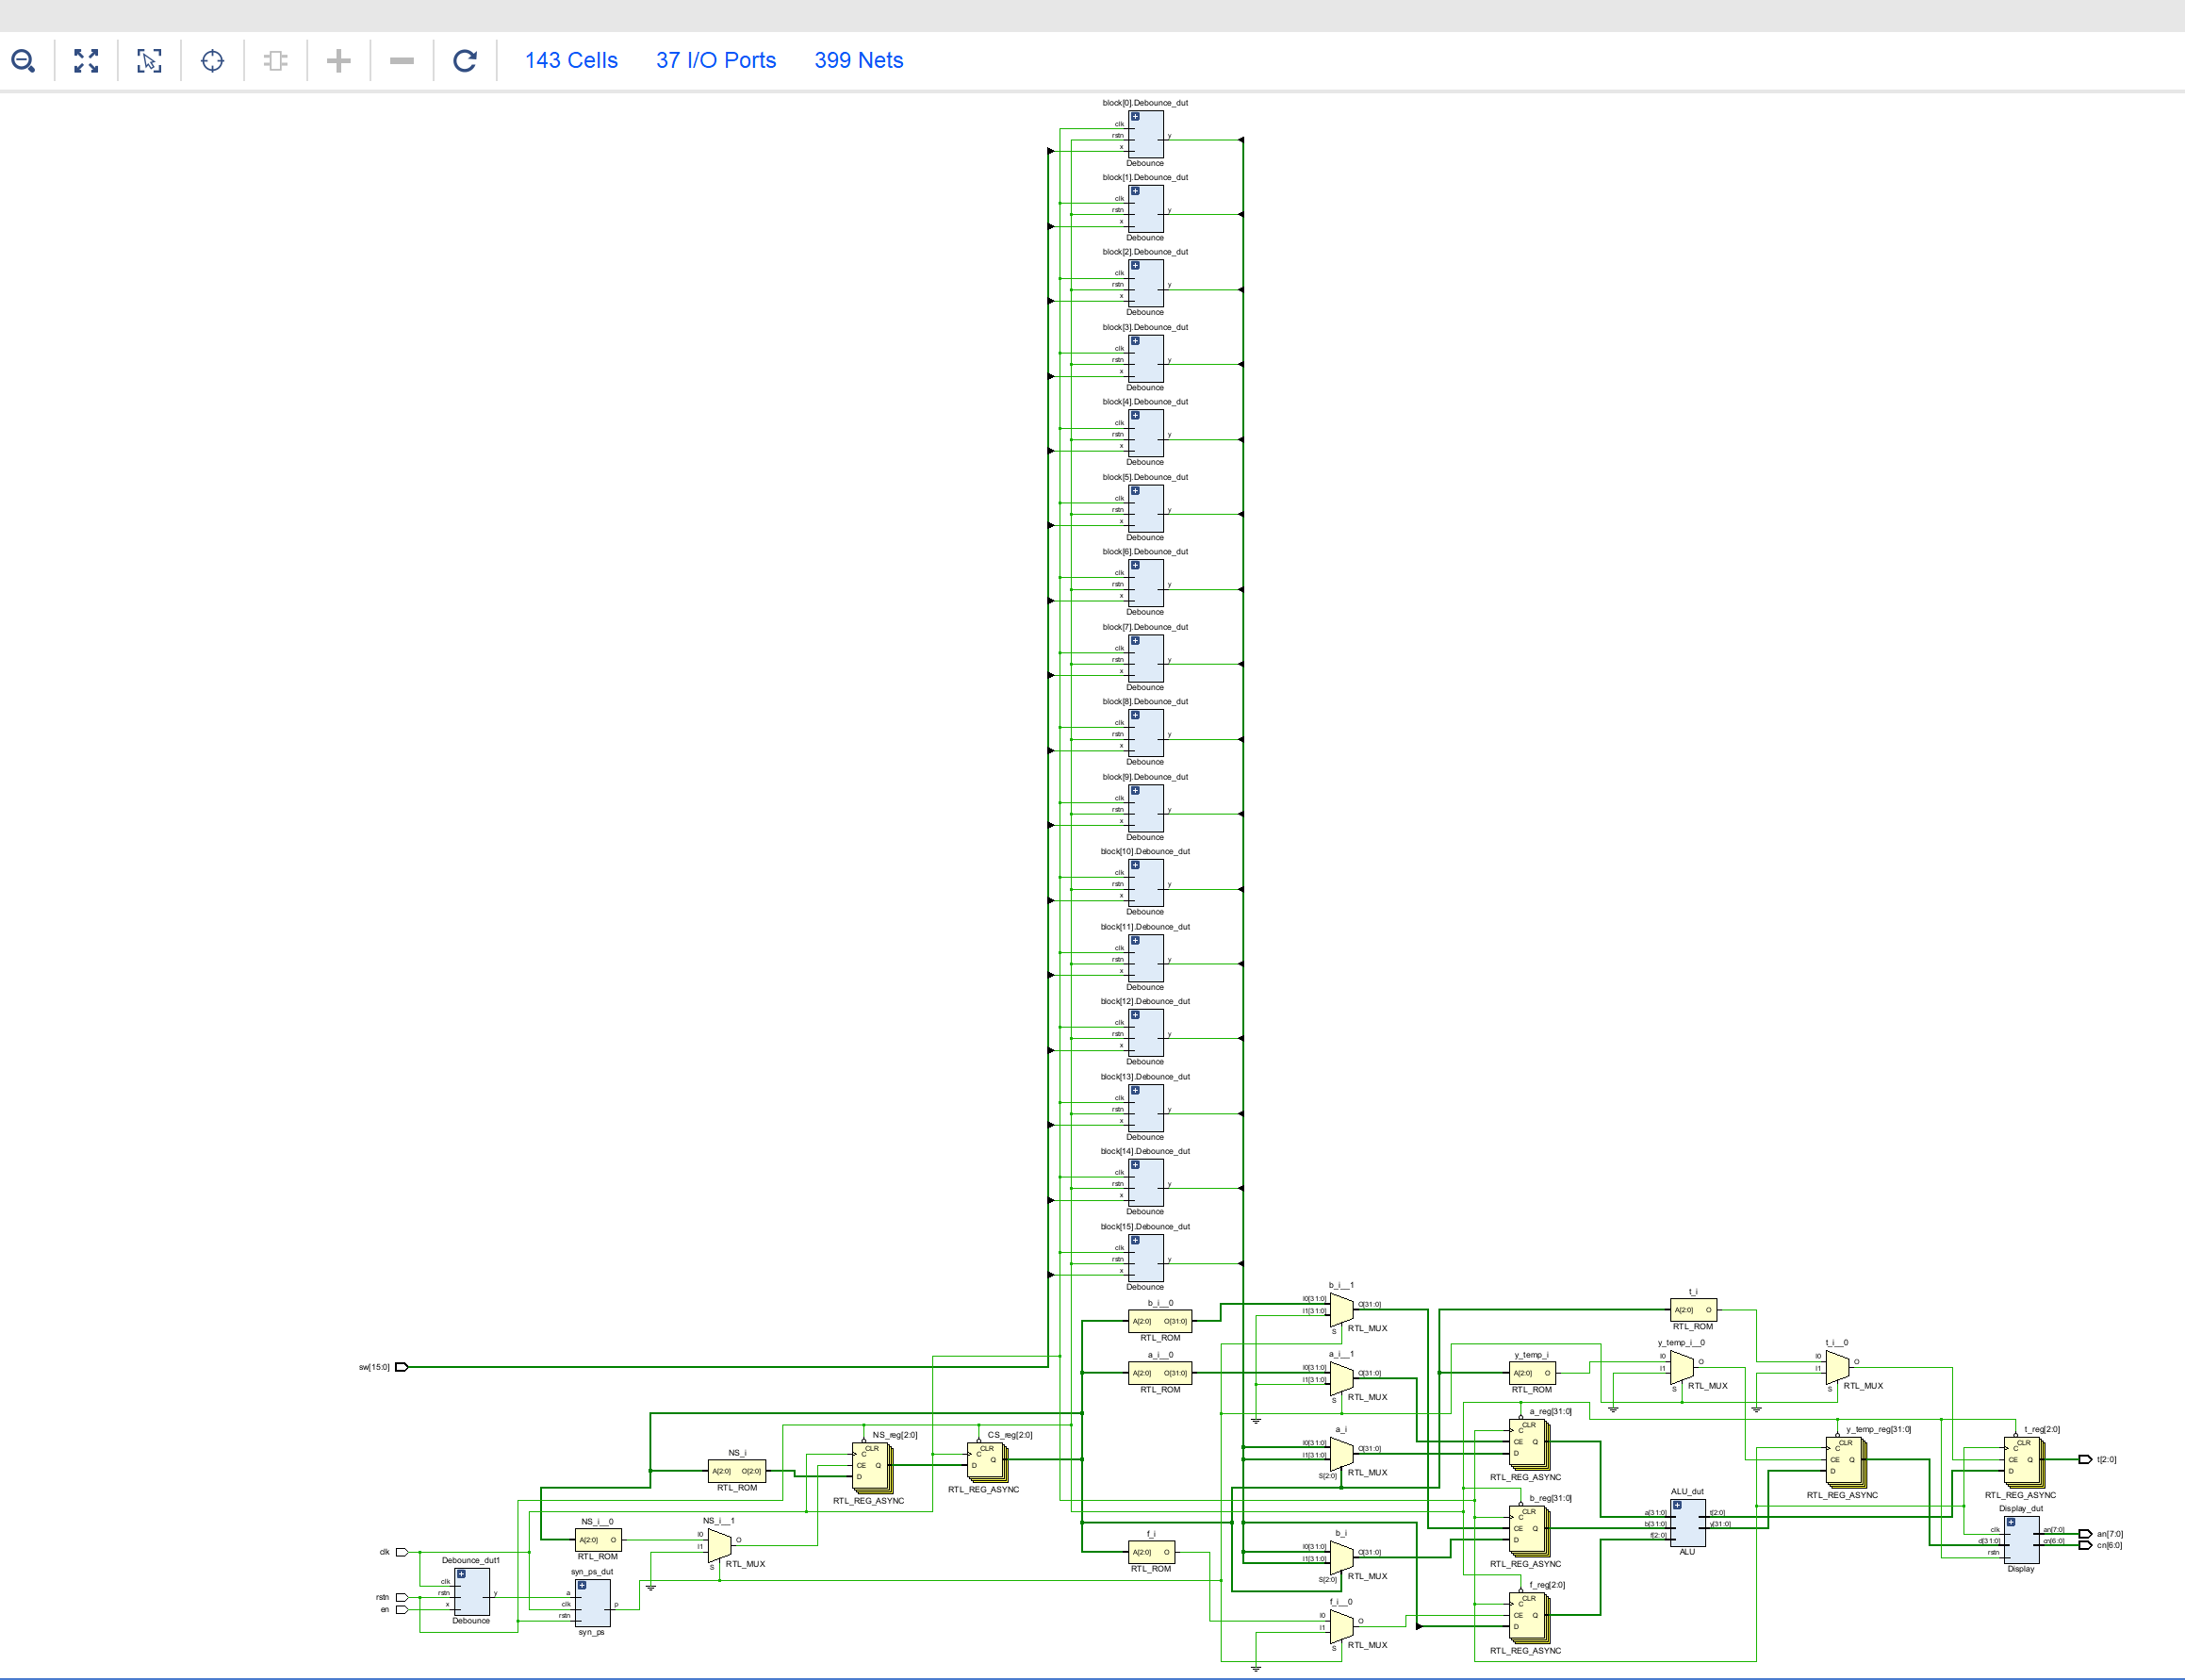 143 Cells 37 I/O Ports 399 Nets
block[0].Debounce_dut
clk
rstn
x
y
Debounce
block[1].Debounce_dut
clk
rstn
x
y
Debounce
block[2].Debounce_dut
clk
rstn
x
y
Debounce
block[3].Debounce_dut
clk
rstn
x
y
Debounce
block[4].Debounce_dut
clk
rstn
x
y
Debounce
block[5].Debounce_dut
clk
rstn
x
y
Debounce
block[6].Debounce_dut
clk
rstn
x
y
Debounce
block[7].Debounce_dut
clk
rstn
x
y
Debounce
block[8].Debounce_dut
clk
rstn
x
y
Debounce
block[9].Debounce_dut
clk
rstn
x
y
Debounce
block[10].Debounce_dut
clk
rstn
x
y
Debounce
block[11].Debounce_dut
clk
rstn
x
y
Debounce
block[12].Debounce_dut
clk
rstn
x
y
Debounce
block[13].Debounce_dut
clk
rstn
x
y
Debounce
block[14].Debounce_dut
clk
rstn
x
y
Debounce
block[15].Debounce_dut
clk
rstn
x
y
Debounce
sw[15:0]
clk
rstn
en
Debounce_dut1
clk
rstn
x
y
Debounce
syn_ps_dut
a
clk
rstn
p
syn_ps
NS_i
A[2:0] O[2:0]
RTL_ROM
NS_i__0
A[2:0] O
RTL_ROM
NS_i__1
I0
I1
S
O
RTL_MUX
NS_reg[2:0]
CLR
C
CE Q
D
RTL_REG_ASYNC
CS_reg[2:0]
CLR
C
D
Q
RTL_REG_ASYNC
b_i__0
A[2:0] O[31:0]
RTL_ROM
a_i__0
A[2:0] O[31:0]
RTL_ROM
f_i
A[2:0] O
RTL_ROM
b_i__1
I0[31:0]
I1[31:0]
S
O[31:0]
RTL_MUX
a_i__1
I0[31:0]
I1[31:0]
S
O[31:0]
RTL_MUX
a_i
I0[31:0]
I1[31:0]
S[2:0]
O[31:0]
RTL_MUX
b_i
I0[31:0]
I1[31:0]
S[2:0]
O[31:0]
RTL_MUX
f_i__0
I0
I1
S
O
RTL_MUX
y_temp_i
A[2:0] O
RTL_ROM
a_reg[31:0]
CLR
C
CE Q
D
RTL_REG_ASYNC
b_reg[31:0]
CLR
C
CE Q
D
RTL_REG_ASYNC
f_reg[2:0]
CLR
C
CE Q
D
RTL_REG_ASYNC
t_i
A[2:0] O
RTL_ROM
y_temp_i__0
I0
I1
S
O
RTL_MUX
ALU_dut
a[31:0]
b[31:0]
f[2:0]
t[2:0]
y[31:0]
ALU
t_i__0
I0
I1
S
O
RTL_MUX
y_temp_reg[31:0]
CLR
C
CE Q
D
RTL_REG_ASYNC
t_reg[2:0]
CLR
C
CE Q
D
RTL_REG_ASYNC
Display_dut
clk
d[31:0]
rstn
an[7:0]
cn[6:0]
Display
t[2:0]
an[7:0]
cn[6:0]